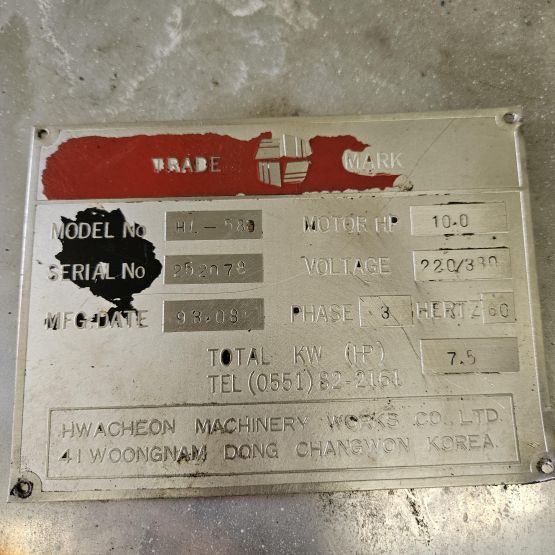 TRADE MARK
MODEL No HL-580 MOTOR HP 10.0
SERIAL No 252078 VOLTAGE 220/380
MFG.DATE 93.08 PHASE 3 HERTZ 60
TOTAL KW (HP) 7.5
TEL (0551) 82-2161
HWACHEON MACHINERY WORKS CO., LTD.
41 WOONGNAM DONG CHANGWON KOREA.